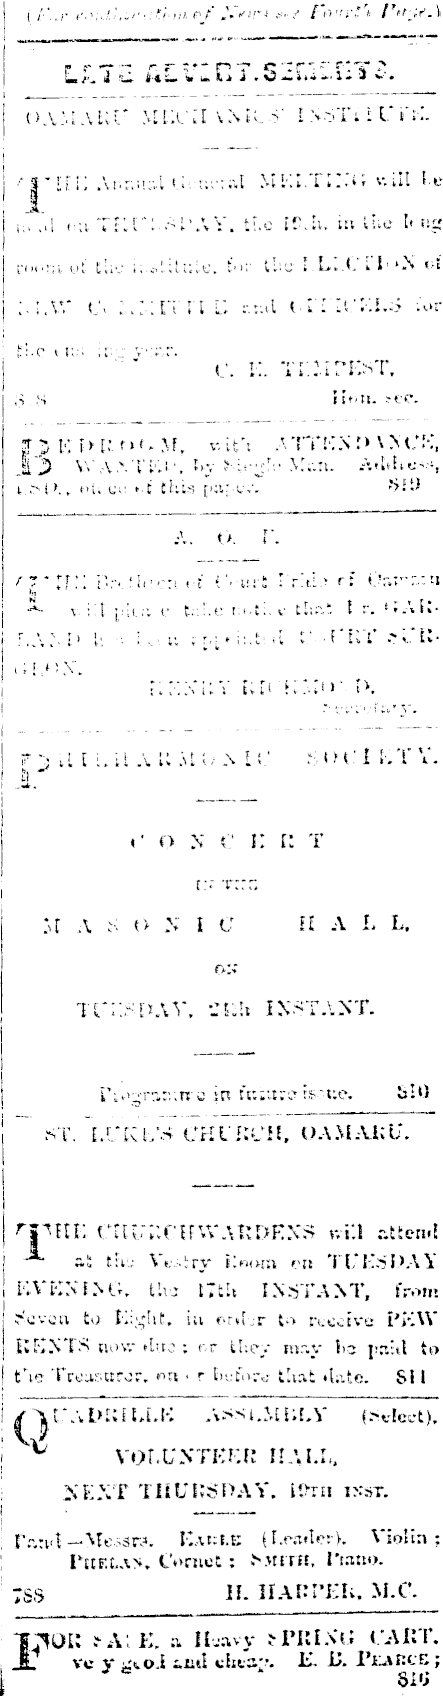 (For continuation of News see Fourth Page.)
LATE ADVERTISEMENTS.
OAMARU MECHANICS' INSTITUTE.
THE Annual General MEETING will be
held on THURSDAY, the 19th, in the long
room of the institute, for the ELECTION of
NEW COMMITTEE and OFFICERS for
the ensuing year.
C. E. TEMPEST,
818 Hon. sec.
BEDROOM, with ATTENDANCE,
WANTED, by Single Man. Address,
office of this paper. 819
A. O. F.
THE Brethren of Court Pride of Oamaru
will please take notice that Dr. GAR-
LAND has been appointed COURT SUR-
GEON.
HENRY RICHMOND,
Secretary.
PHILHARMONIC SOCIETY.
CONCERT
IN THE
MASONIC HALL,
ON
TUESDAY, 24th INSTANT.
Programme in future issue. 810
ST. LUKE'S CHURCH, OAMARU.
THE CHURCHWARDENS will attend
at the Vestry Room on TUESDAY
EVENING, the 17th INSTANT, from
Seven to Eight, in order to receive PEW
RENTS now due; or they may be paid to
the Treasurer, on or before that date. 811
QUADRILLE ASSEMBLY (Select),
VOLUNTEER HALL,
NEXT THURSDAY, 19TH INST.
Band—Messrs. EARLE (Leader), Violin;
PHELAN, Cornet; SMITH, Piano.
788 H. HARPER, M.C.
FOR SALE, a Heavy SPRING CART,
very good and cheap. E. B. PEARCE;
816